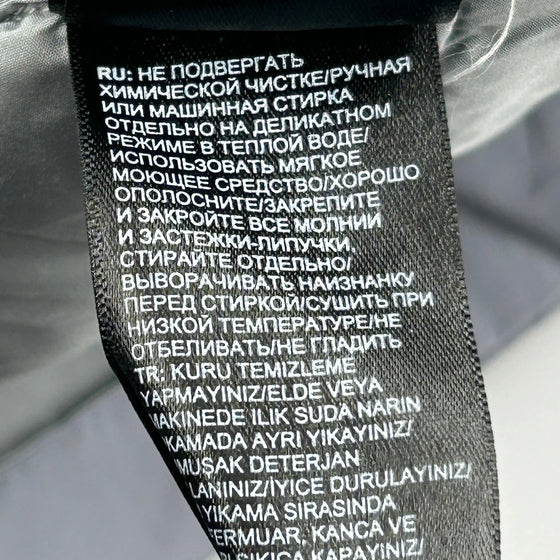 RU: НЕ ПОДВЕРГАТЬ
ХИМИЧЕСКОЙ ЧИСТКЕ/РУЧНАЯ
ИЛИ МАШИННАЯ СТИРКА
ОТДЕЛЬНО НА ДЕЛИКАТНОМ
РЕЖИМЕ В ТЕПЛОЙ ВОДЕ/
ИСПОЛЬЗОВАТЬ МЯГКОЕ
МОЮЩЕЕ СРЕДСТВО/ХОРОШО
ОПОЛОСНИТЕ/ЗАКРЕПИТЕ
И ЗАКРОЙТЕ ВСЕ МОЛНИИ
И ЗАСТЕЖКИ-ЛИПУЧКИ,
СТИРАЙТЕ ОТДЕЛЬНО/
ВЫВОРАЧИВАТЬ НАИЗНАНКУ
ПЕРЕД СТИРКОЙ/СУШИТЬ ПРИ
НИЗКОЙ ТЕМПЕРАТУРЕ/НЕ
ОТБЕЛИВАТЬ/НЕ ГЛАДИТЬ
TR: KURU TEMIZLEME
YAPMAYINIZ/ELDE VEYA
MAKINEDE ILIK SUDA NARIN
YIKAMADA AYRI YIKAYINIZ/
MUŞAK DETERJAN
LANINIZ/İYICE DURULAYINIZ/
YIKAMA SIRASINDA
FERMUAR, KANCA VE
SIKICA KAPAYINIZ/